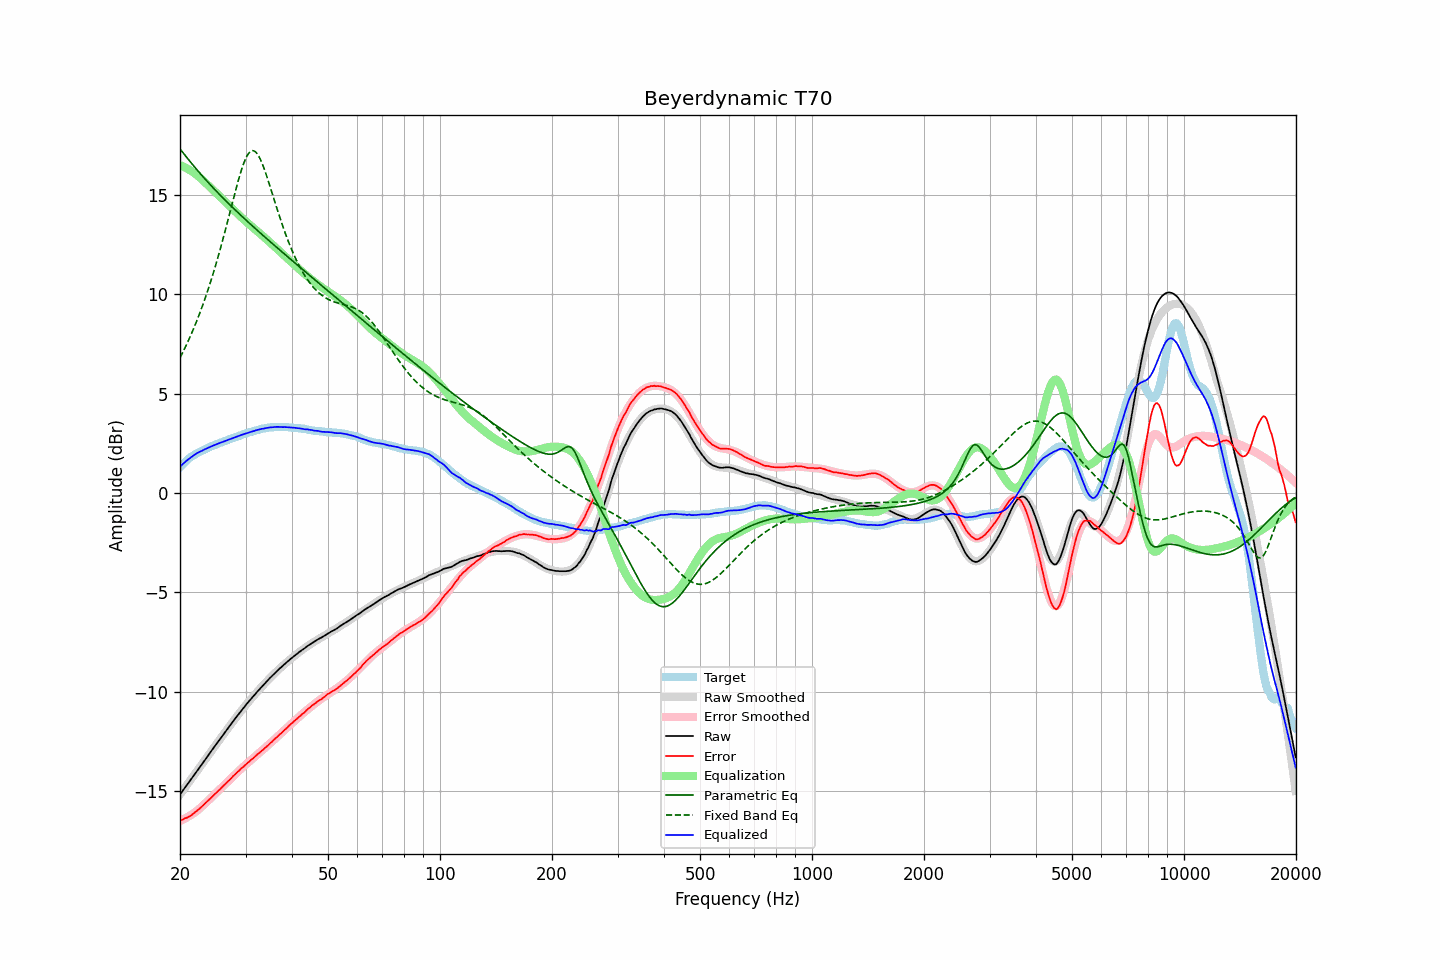 Beyerdynamic T70
Amplitude (dBr)
15
10
5
0
−5
−10
−15
Target
Raw Smoothed
Error Smoothed
Raw
Error
Equalization
Parametric Eq
Fixed Band Eq
Equalized
20 50 100 200 500 1000 2000 5000 10000 20000
Frequency (Hz)